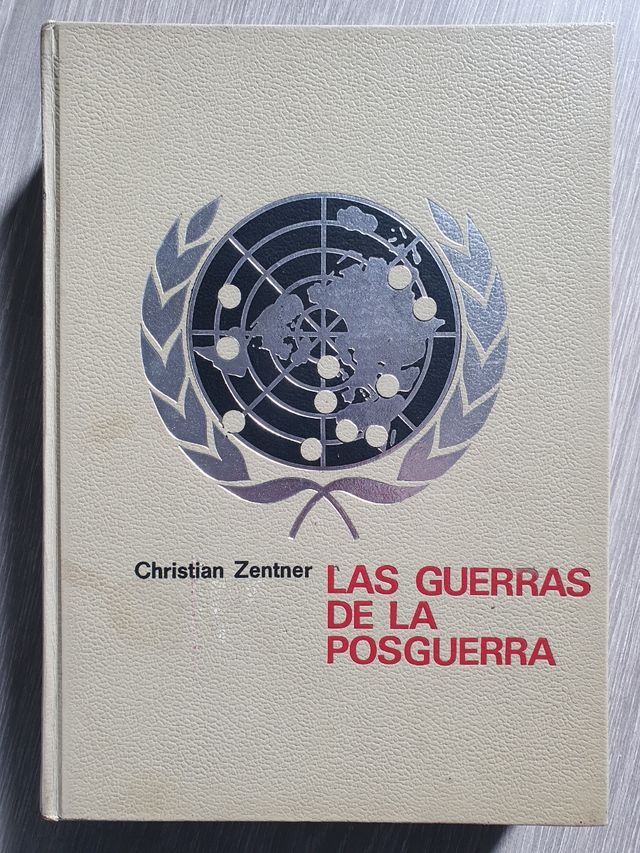 Christian Zentner
LAS GUERRAS
DE LA
POSGUERRA